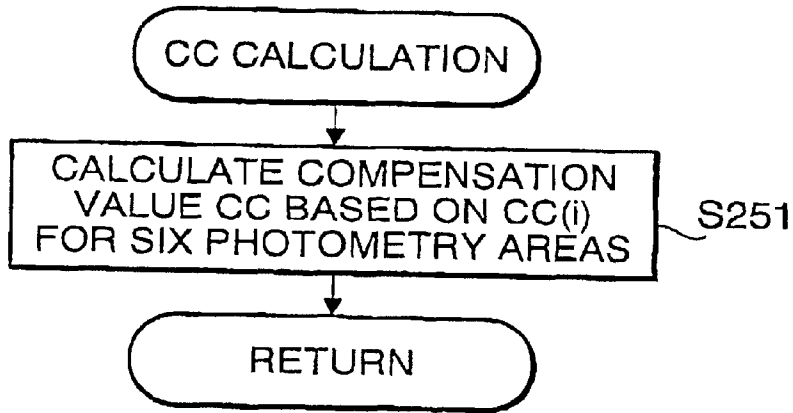 CC CALCULATION
CALCULATE COMPENSATION
VALUE CC BASED ON CC(i)
FOR SIX PHOTOMETRY AREAS
S251
RETURN